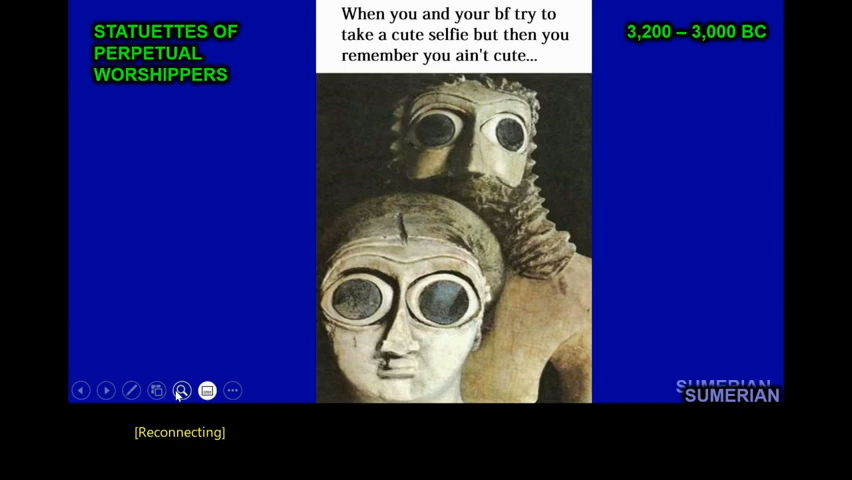 STATUETTES OF
PERPETUAL
WORSHIPPERS
When you and your bf try to
take a cute selfie but then you
remember you ain't cute...
3,200 – 3,000 BC
SUMERIAN
SUMERIAN
[Reconnecting]